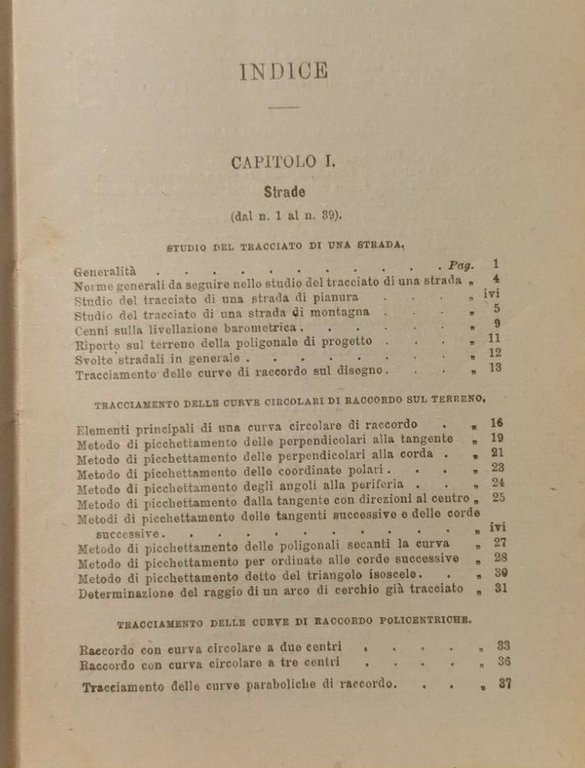 INDICE
CAPITOLO I.
Strade
(dal n. 1 al n. 39).
STUDIO DEL TRACCIATO DI UNA STRADA.
Generalità . . . . . . . . . . . Pag. 1
Norme generali da seguire nello studio del tracciato di una strada „ 4
Studio del tracciato di una strada di pianura . . . „ ivi
Studio del tracciato di una strada di montagna . . . „ 5
Cenni sulla livellazione barometrica . . . . . . „ 9
Riporto sul terreno della poligonale di progetto . . . „ 11
Svolte stradali in generale . . . . . . . . „ 12
Tracciamento delle curve di raccordo sul disegno . . . „ 13
TRACCIAMENTO DELLE CURVE CIRCOLARI DI RACCORDO SUL TERRENO.
Elementi principali di una curva circolare di raccordo . „ 16
Metodo di picchettamento delle perpendicolari alla tangente „ 19
Metodo di picchettamento delle perpendicolari alla corda . „ 21
Metodo di picchettamento delle coordinate polari . . „ 23
Metodo di picchettamento degli angoli alla periferia . . „ 24
Metodo di picchettamento dalla tangente con direzioni al centro „ 25
Metodi di picchettamento delle tangenti successive e delle corde
successive . . . . . . . . . . . „ ivi
Metodo di picchettamento delle poligonali secanti la curva „ 27
Metodo di picchettamento per ordinate alle corde successive „ 28
Metodo di picchettamento detto del triangolo isoscele . . „ 30
Determinazione del raggio di un arco di cerchio già tracciato „ 31
TRACCIAMENTO DELLE CURVE DI RACCORDO POLICENTRICHE.
Raccordo con curva circolare a due centri . . . . „ 33
Raccordo con curva circolare a tre centri . . . . „ 36
Tracciamento delle curve paraboliche di raccordo . . . „ 37